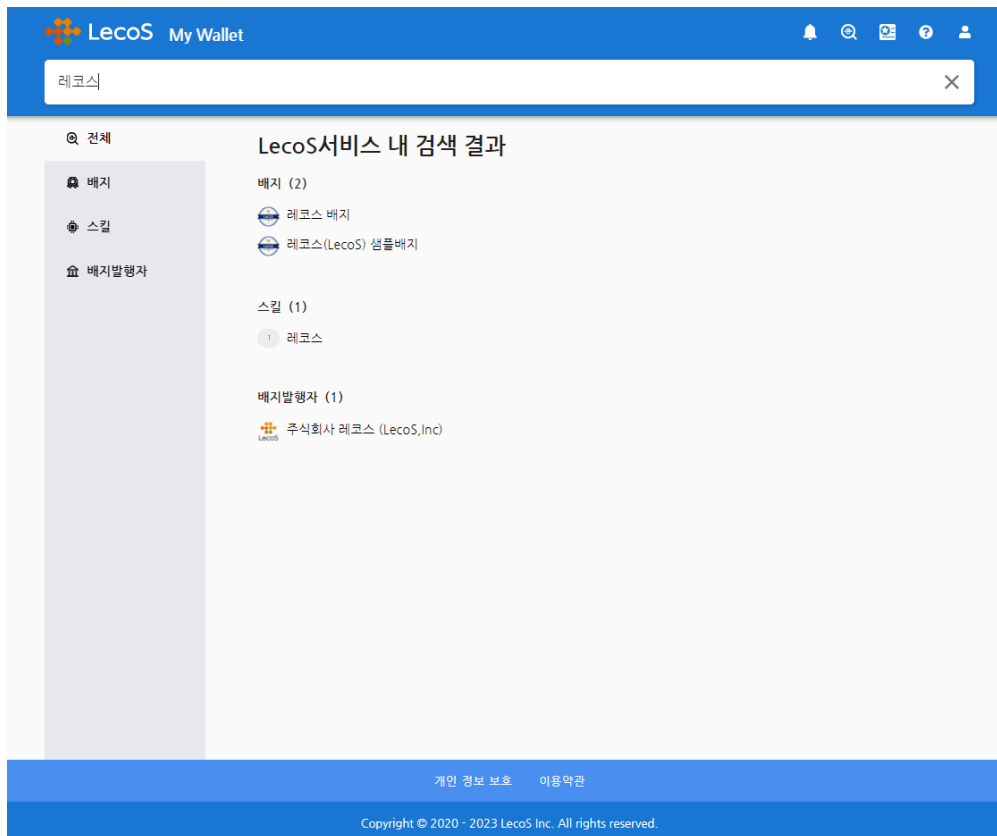 LecoS My Wallet
레코스
전체
배지
스킬
배지발행자
LecoS서비스 내 검색 결과
배지 (2)
레코스 배지
레코스(LecoS) 샘플배지
스킬 (1)
1 레코스
배지발행자 (1)
LecoS 주식회사 레코스 (LecoS,Inc)
개인 정보 보호 이용약관
Copyright © 2020 - 2023 LecoS Inc. All rights reserved.